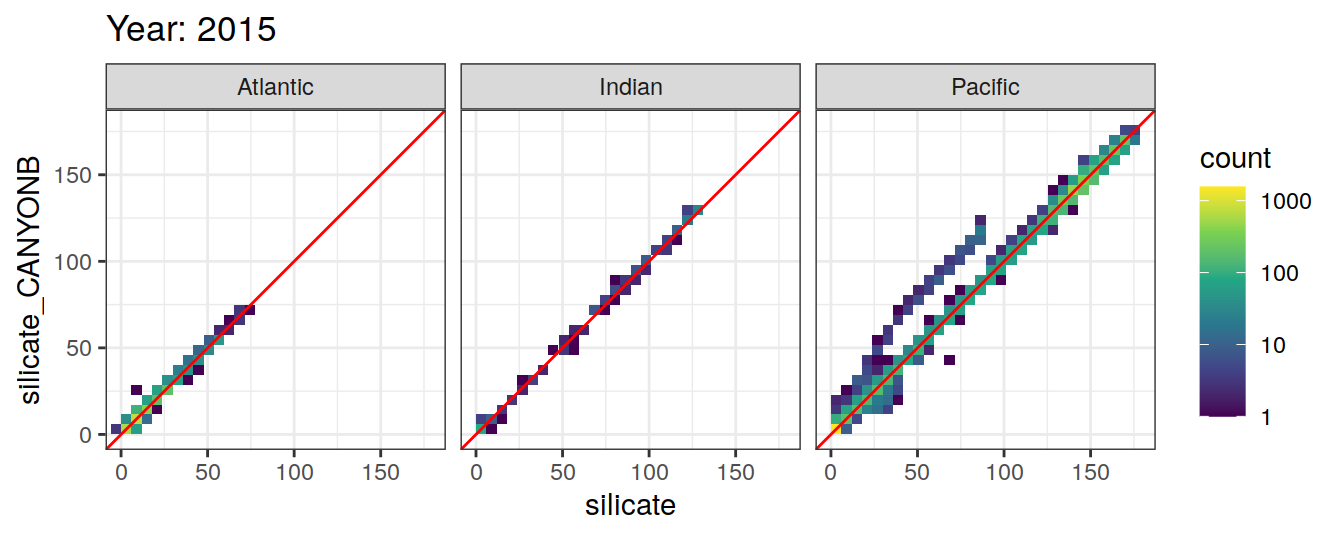 Year: 2015
Atlantic
Indian
Pacific
silicate_CANYONB
150
100
50
0
0 50 100 150
0 50 100 150
0 50 100 150
silicate
count
1000
100
10
1